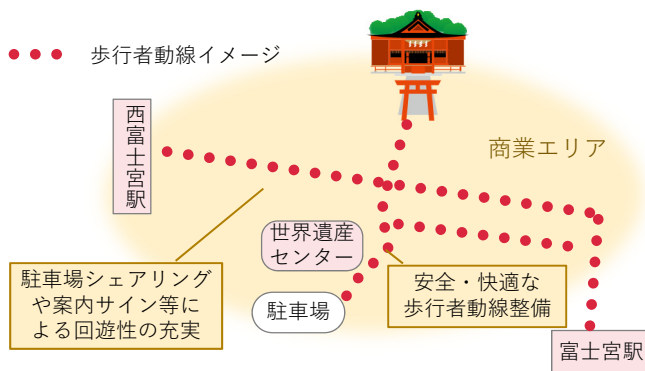 歩行者動線イメージ
西富士宮駅
商業エリア
世界遺産
センター
駐車場シェアリング
や案内サイン等に
よる回遊性の充実
駐車場
安全・快適な
歩行者動線整備
富士宮駅